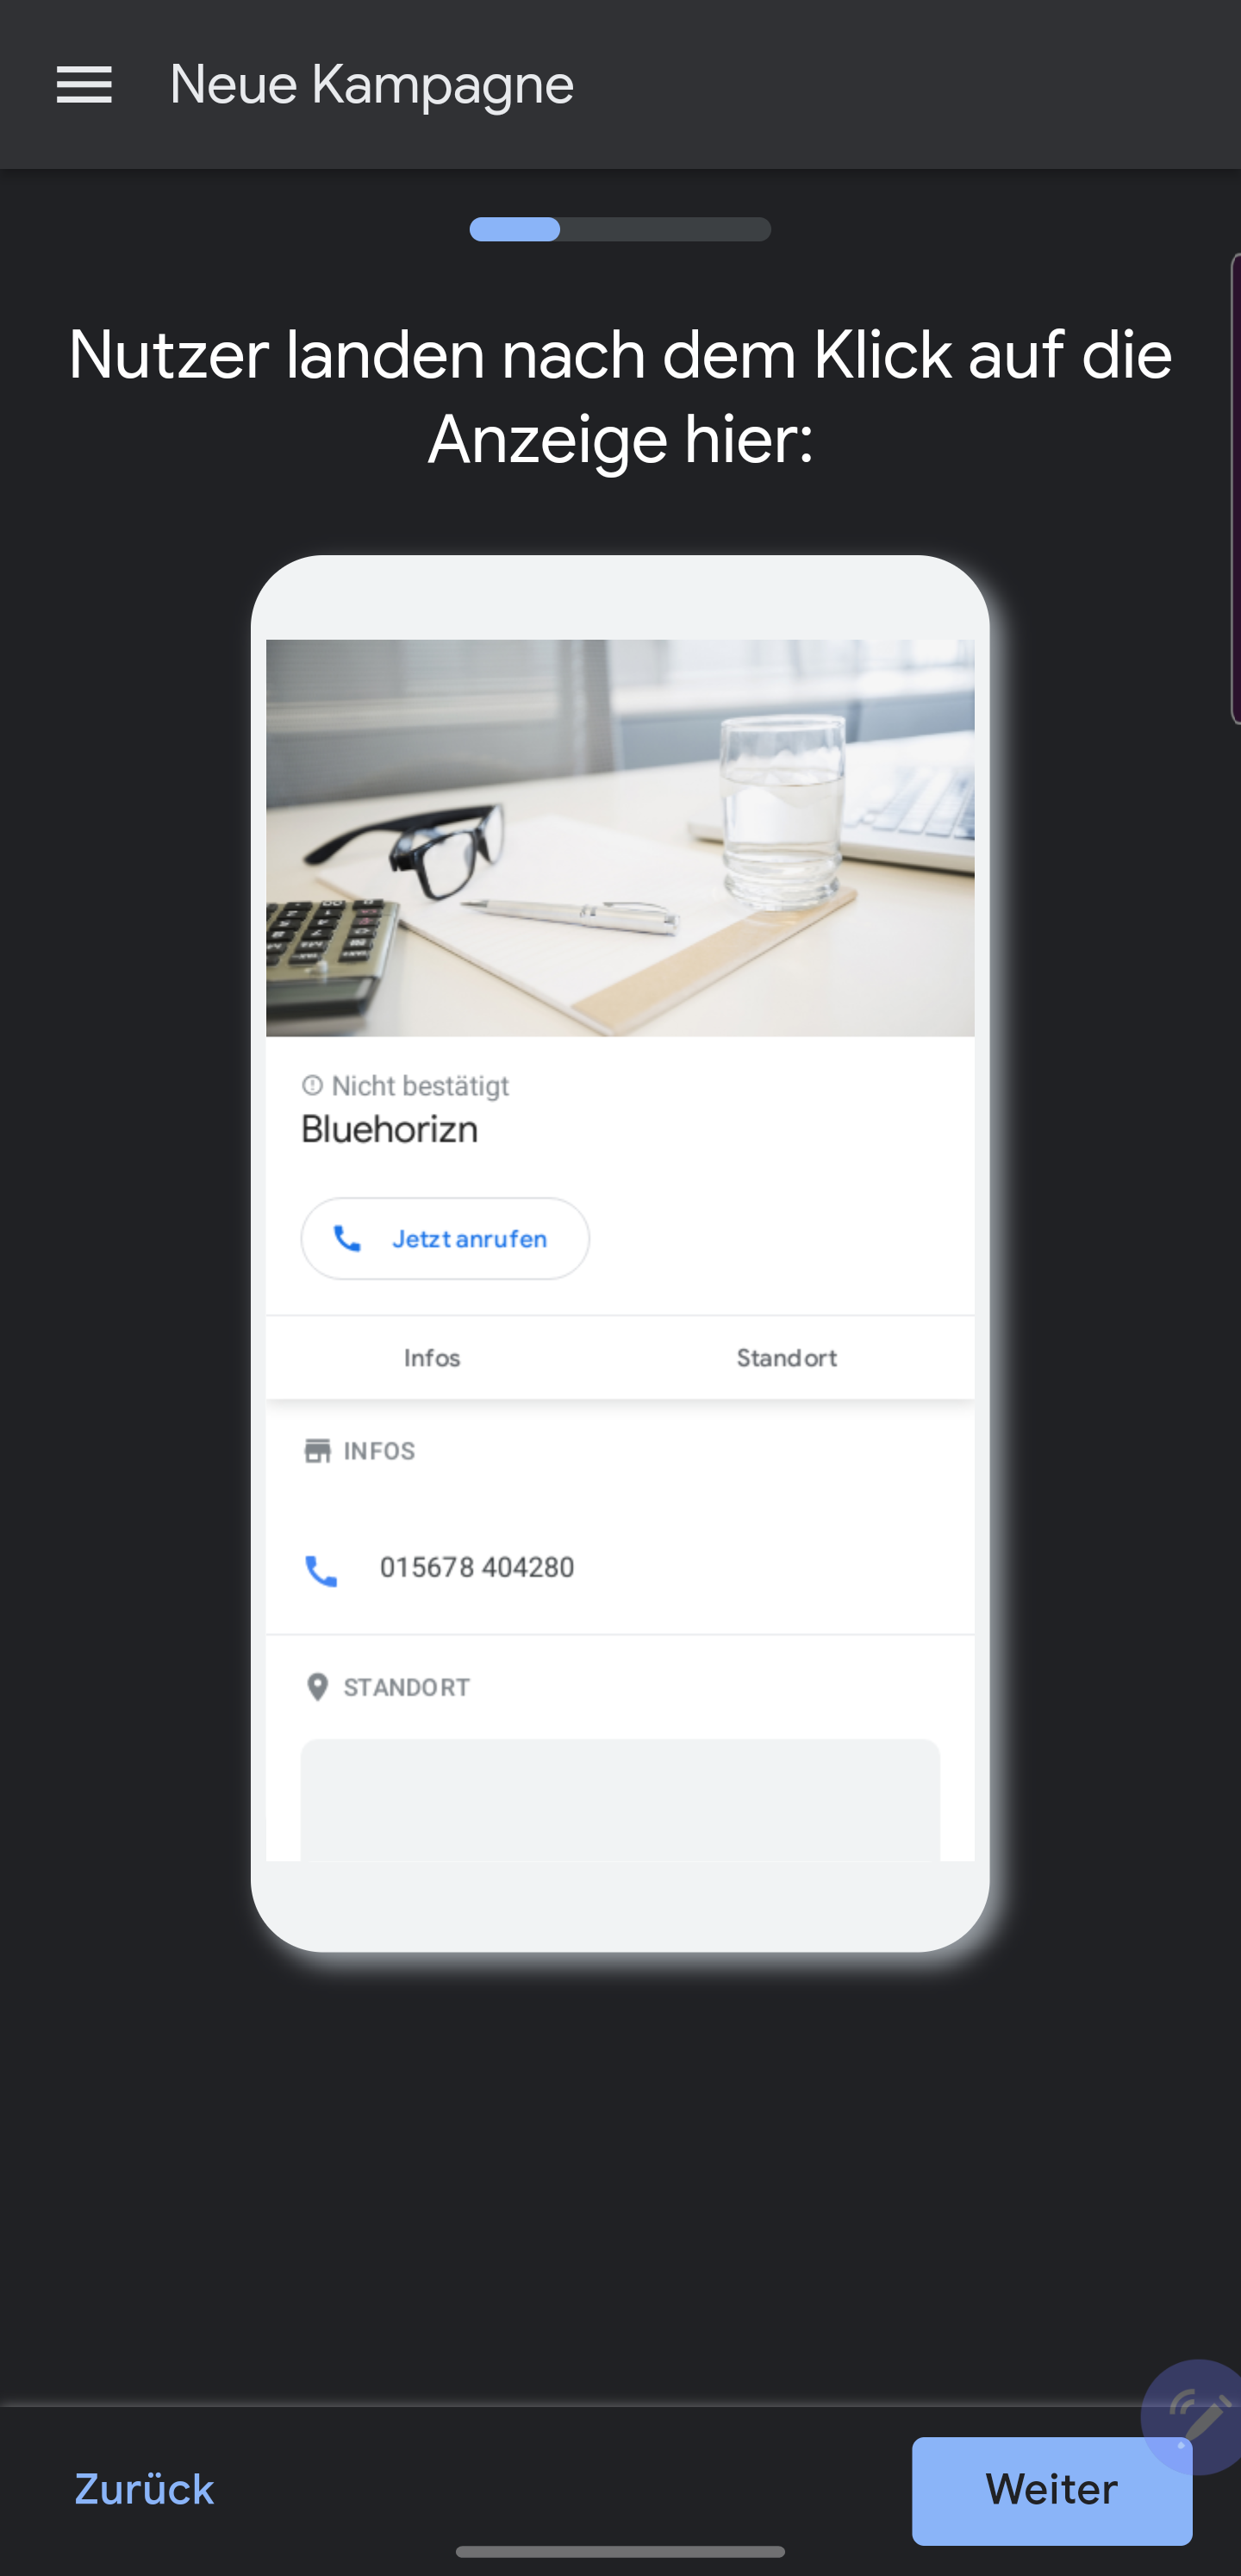 Neue Kampagne
Nutzer landen nach dem Klick auf die
Anzeige hier:
Nicht bestätigt
Bluehorizn
Jetzt anrufen
Infos
Standort
INFOS
015678 404280
STANDORT
Zurück
Weiter